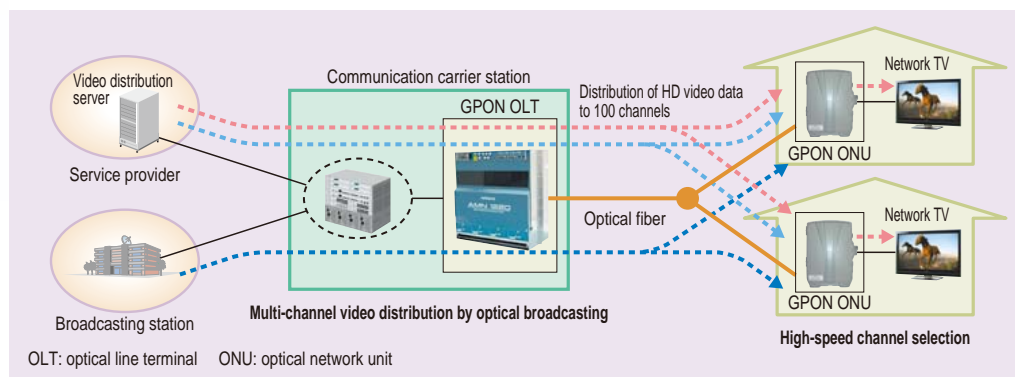 Video distribution
server
Service provider
Broadcasting station
Communication carrier station
GPON OLT
AMN 1220
Multi-channel video distribution by optical broadcasting
Distribution of HD video data
to 100 channels
Optical fiber
Network TV
GPON ONU
Network TV
GPON ONU
High-speed channel selection
OLT: optical line terminal ONU: optical network unit